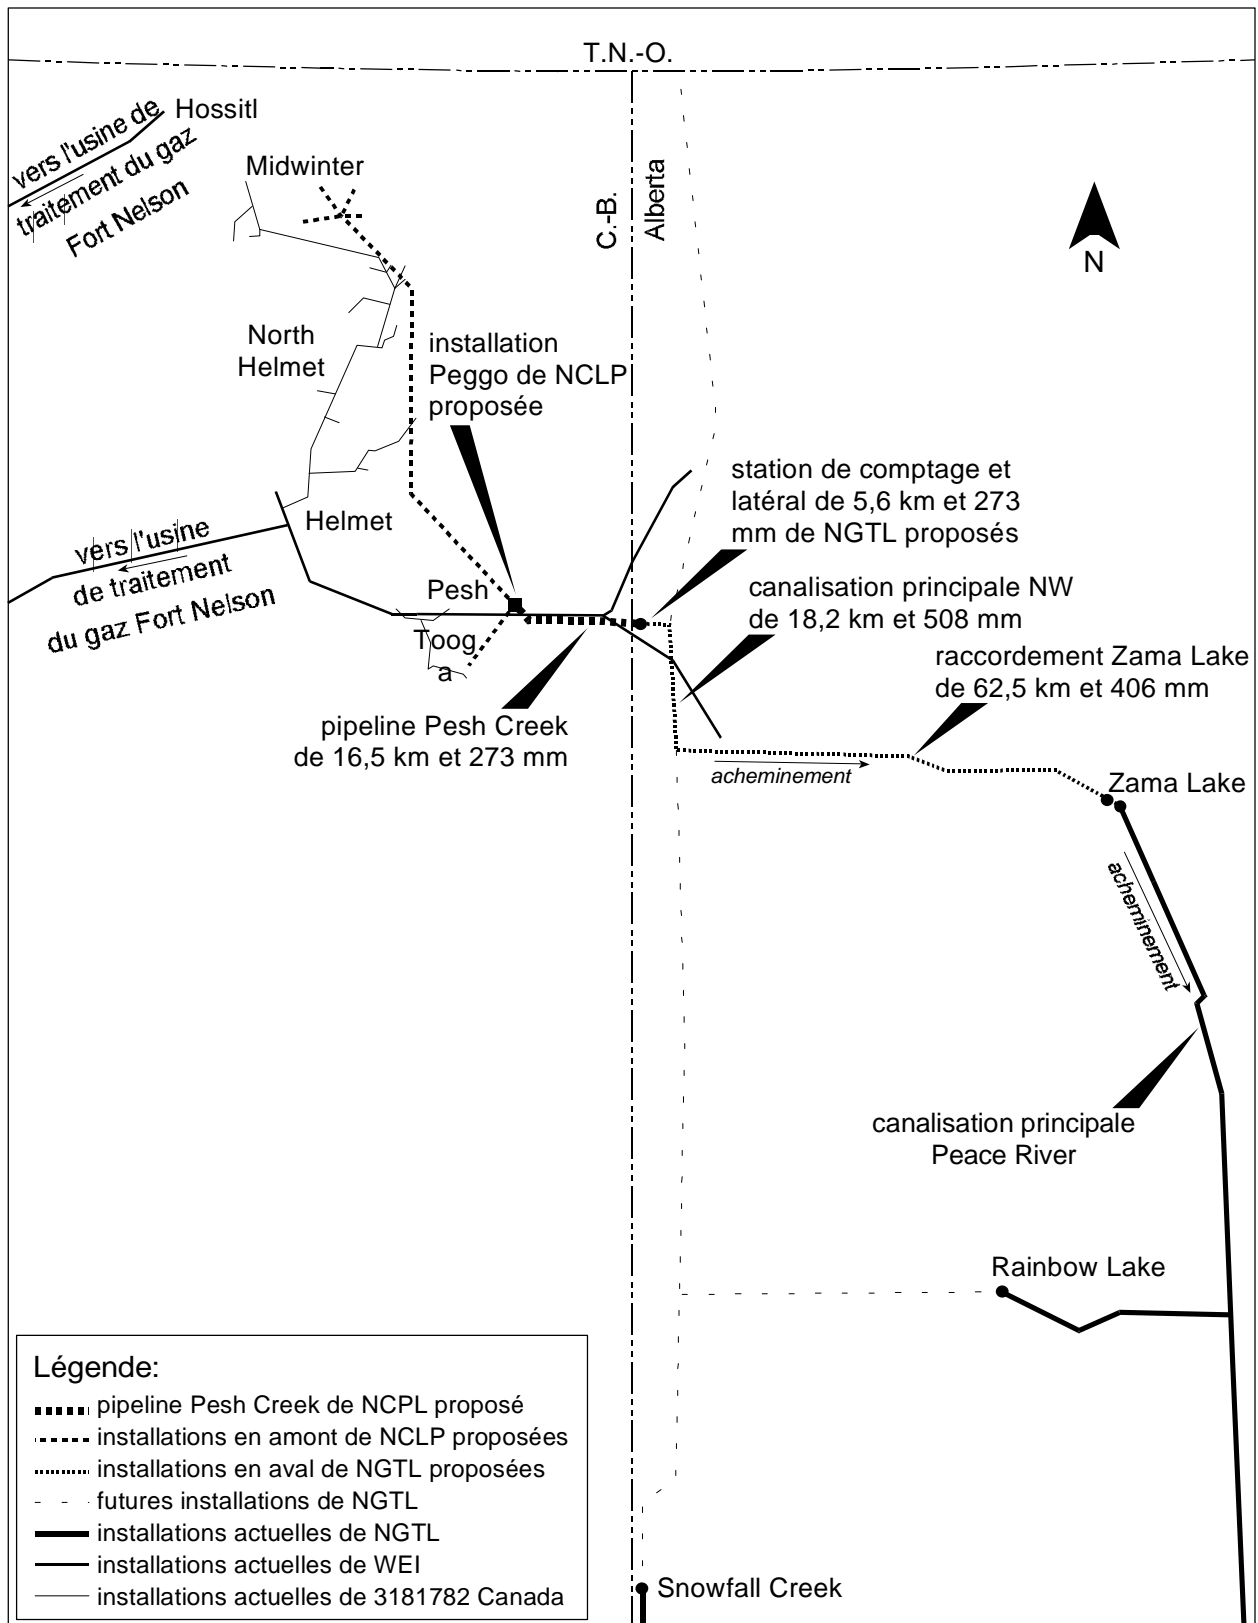 T.N.-O.
Hossitl
vers l'usine de
traitement du gaz
Fort Nelson
Midwinter
C.-B.
Alberta
N
North
Helmet
installation
Peggo de NCLP
proposée
station de comptage et
latéral de 5,6 km et 273
mm de NGTL proposés
Helmet
vers l'usine
de traitement
du gaz Fort Nelson
Pesh
Toog
a
canalisation principale NW
de 18,2 km et 508 mm
raccordement Zama Lake
de 62,5 km et 406 mm
pipeline Pesh Creek
de 16,5 km et 273 mm
acheminement
Zama Lake
acheminement
canalisation principale
Peace River
Rainbow Lake
Légende:
pipeline Pesh Creek de NCPL proposé
installations en amont de NCLP proposées
installations en aval de NGTL proposées
futures installations de NGTL
installations actuelles de NGTL
installations actuelles de WEI
installations actuelles de 3181782 Canada
Snowfall Creek